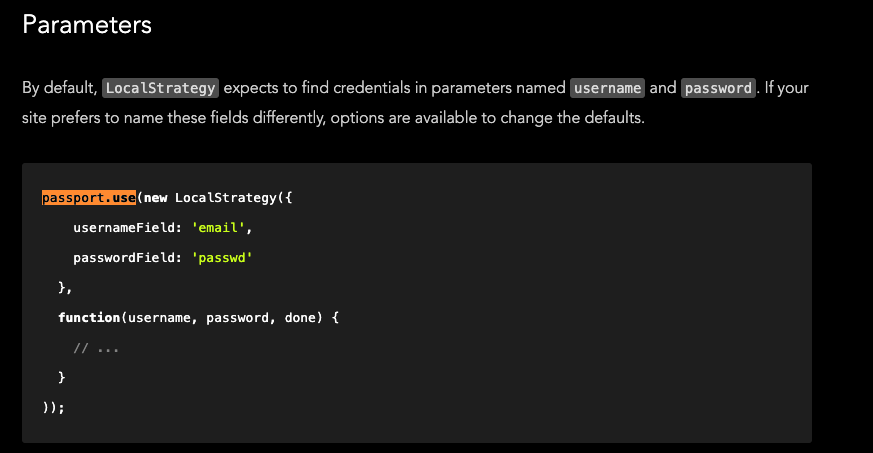 Parameters
By default, LocalStrategy expects to find credentials in parameters named username and password. If your
site prefers to name these fields differently, options are available to change the defaults.
passport.use(new LocalStrategy({
    usernameField: 'email',
    passwordField: 'passwd'
  },
  function(username, password, done) {
    // ...
  }
));